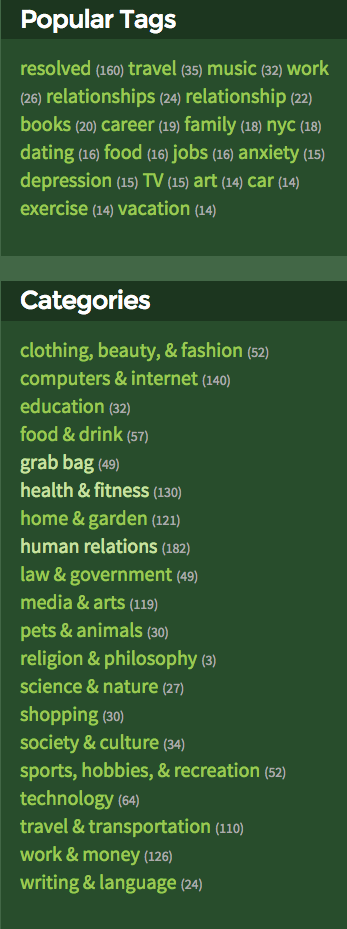 Popular Tags
resolved (160) travel (35) music (32) work
(26) relationships (24) relationship (22)
books (20) career (19) family (18) nyc (18)
dating (16) food (16) jobs (16) anxiety (15)
depression (15) TV (15) art (14) car (14)
exercise (14) vacation (14)
Categories
clothing, beauty, & fashion (52)
computers & internet (140)
education (32)
food & drink (57)
grab bag (49)
health & fitness (130)
home & garden (121)
human relations (182)
law & government (49)
media & arts (119)
pets & animals (30)
religion & philosophy (3)
science & nature (27)
shopping (30)
society & culture (34)
sports, hobbies, & recreation (52)
technology (64)
travel & transportation (110)
work & money (126)
writing & language (24)